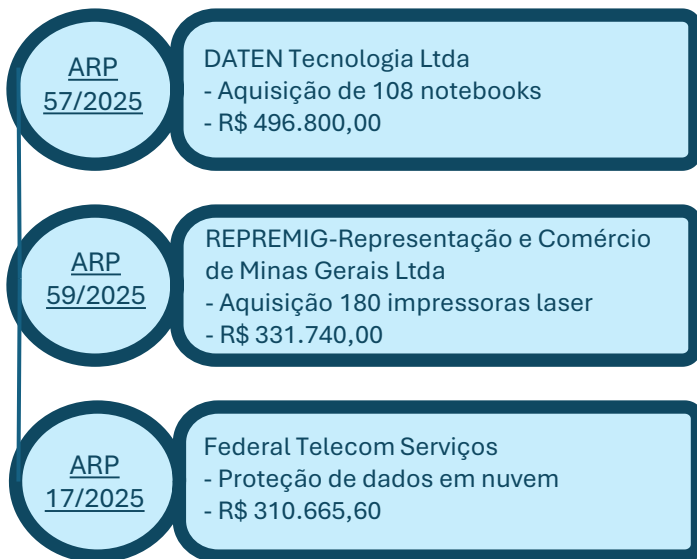 ARP
57/2025
DATEN Tecnologia Ltda
- Aquisição de 108 notebooks
- R$ 496.800,00
ARP
59/2025
REPREMIG-Representação e Comércio
de Minas Gerais Ltda
- Aquisição 180 impressoras laser
- R$ 331.740,00
ARP
17/2025
Federal Telecom Serviços
- Proteção de dados em nuvem
- R$ 310.665,60